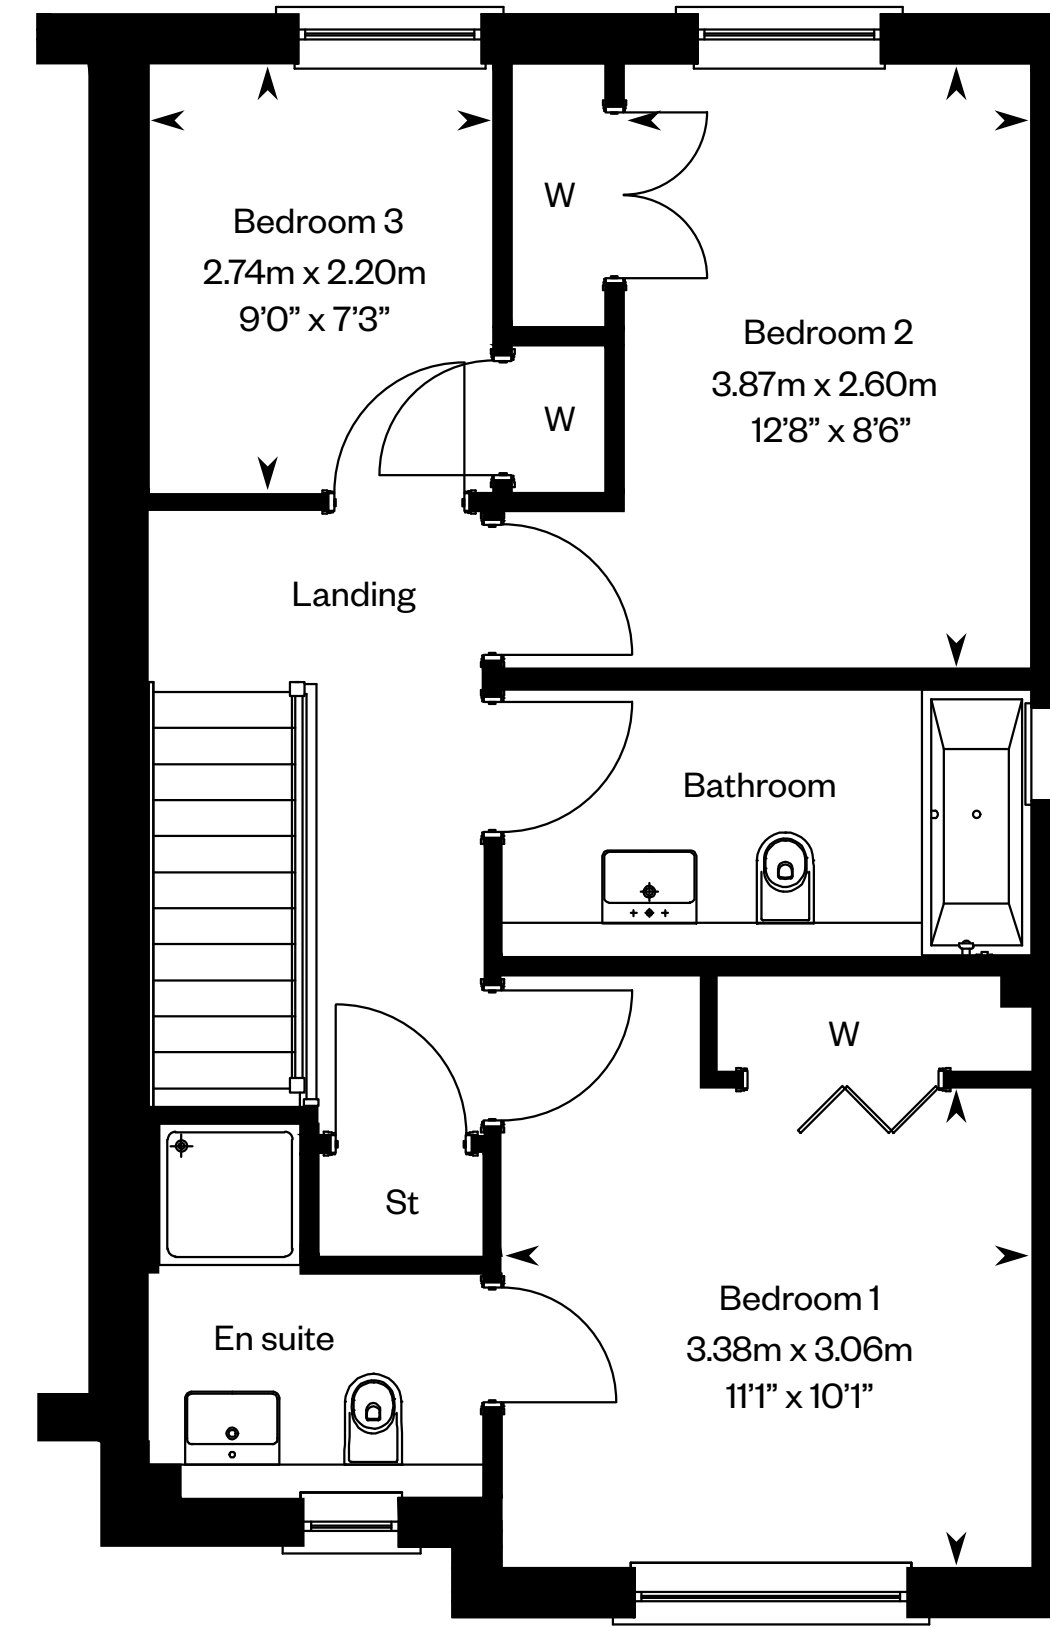 Bedroom 3
2.74m x 2.20m
9’0” x 7’3”
W
Bedroom 2
3.87m x 2.60m
12’8” x 8’6”
W
Landing
Bathroom
W
St
Bedroom 1
3.38m x 3.06m
11’1” x 10’1”
En suite